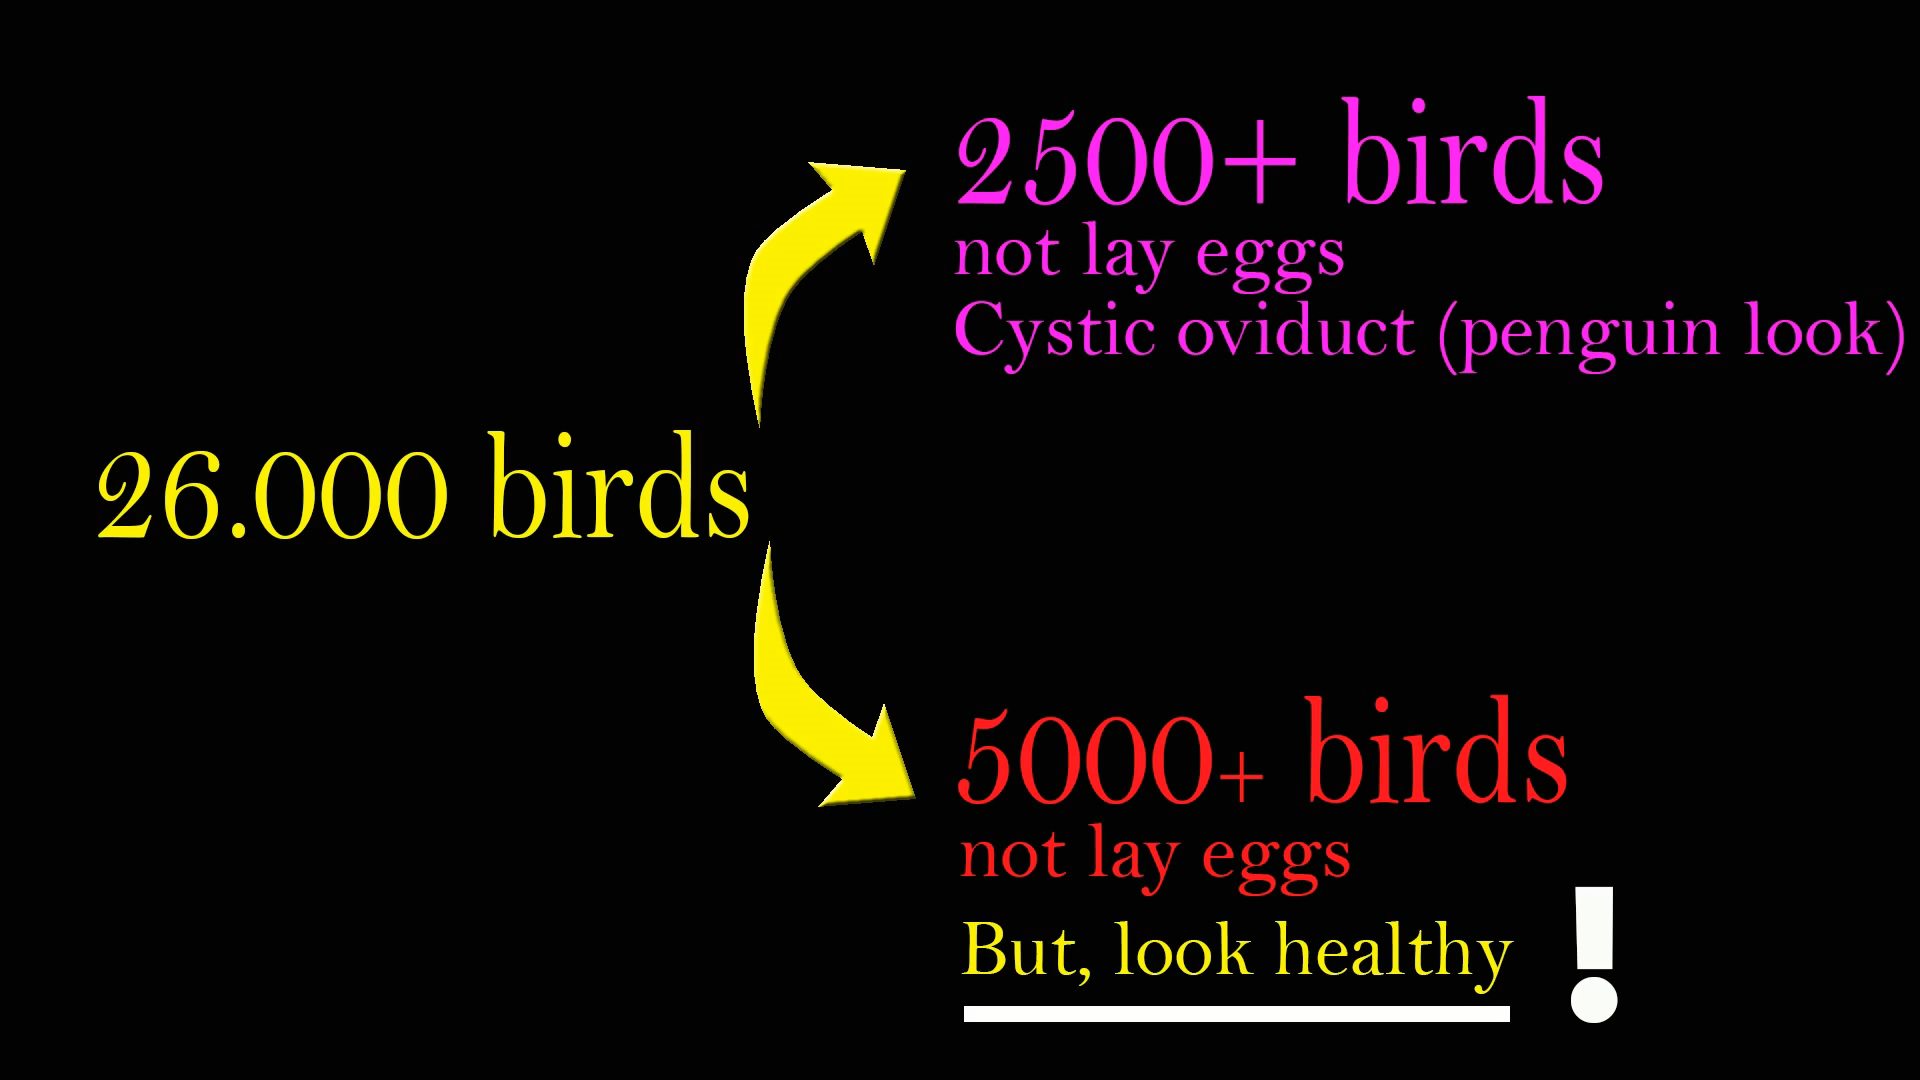 26.000 birds
2500+ birds
not lay eggs
Cystic oviduct (penguin look)
5000+ birds
not lay eggs
But, look healthy !